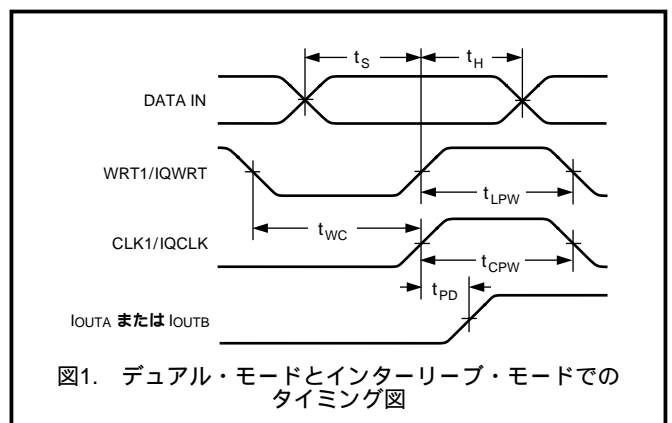 tS
tH
DATA IN
WRT1/IQWRT
tLPW
tWC
CLK1/IQCLK
tCPW
tPD
IOUTA または IOUTB
図1. デュアル・モードとインターリーブ・モードでの
タイミング図